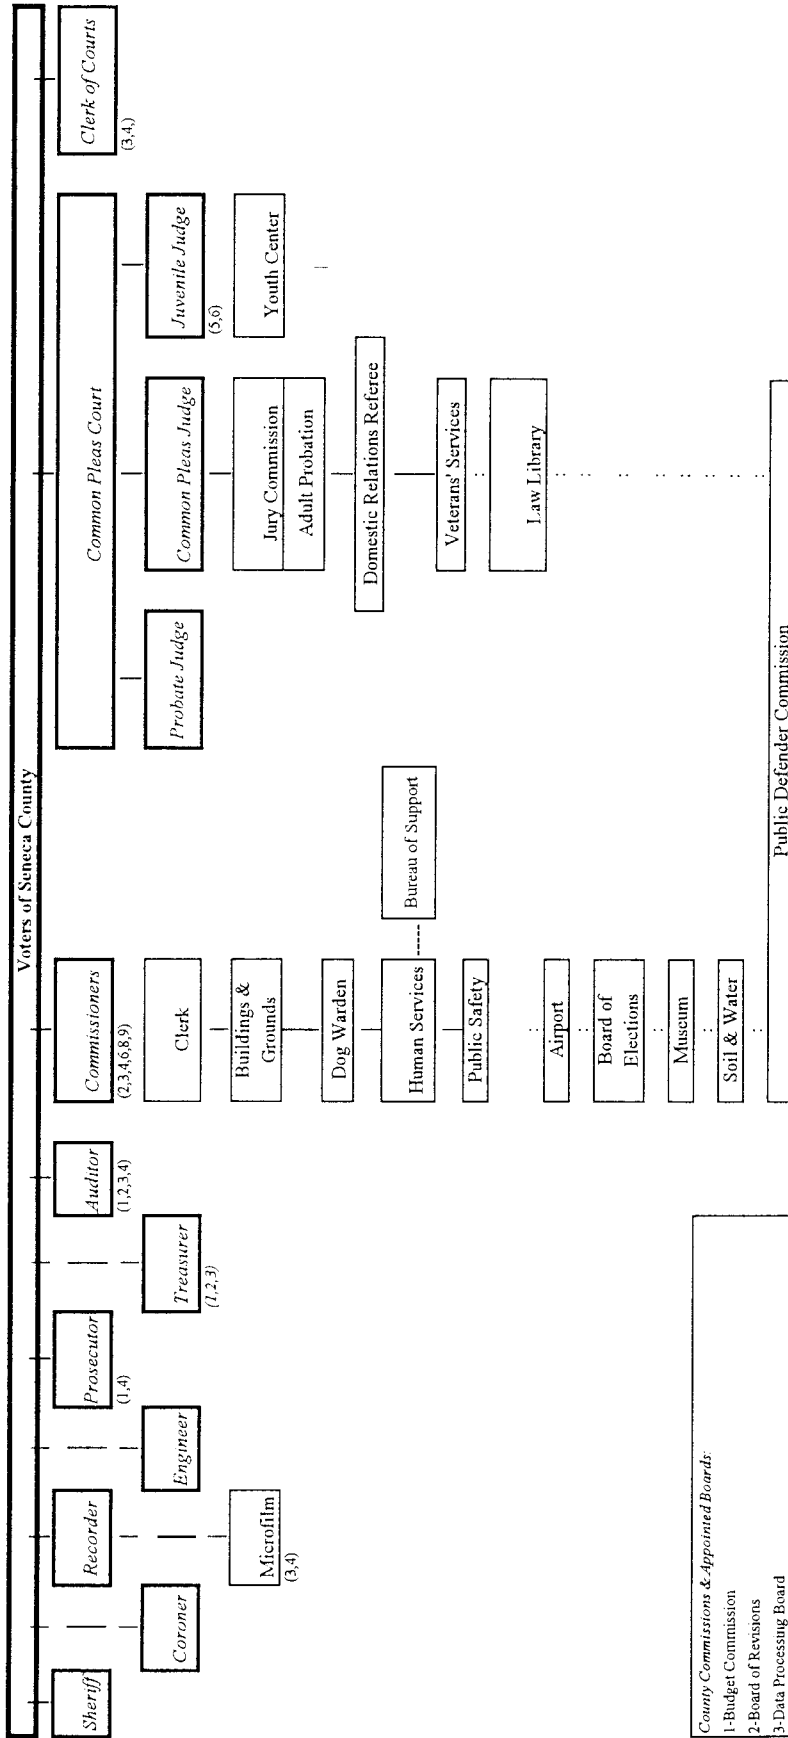 Voters of Seneca County
Sheriff
Recorder
Prosecutor
(1,4)
Auditor
(1,2,3,4)
Commissioners
(2,3,4,6,8,9)
Common Pleas Court
Clerk of Courts
(3,4,)
Coroner
Engineer
Treasurer
(1,2,3)
Clerk
Probate Judge
Common Pleas Judge
Juvenile Judge
(5,6)
Microfilm
(3,4)
Buildings &
Grounds
Jury Commission
Adult Probation
Youth Center
Dog Warden
Domestic Relations Referee
Human Services
Bureau of Support
Public Safety
Veterans' Services
Law Library
Airport
Board of
Elections
Museum
Soil & Water
Public Defender Commission
County Commissions & Appointed Boards:
1-Budget Commission
2-Board of Revisions
3-Data Processing Board